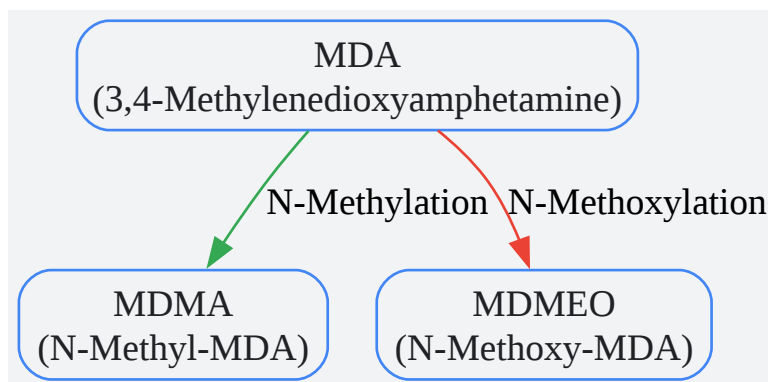 MDA
(3,4-Methylenedioxyamphetamine)
N-Methylation
N-Methoxylation
MDMA
(N-Methyl-MDA)
MDMEO
(N-Methoxy-MDA)